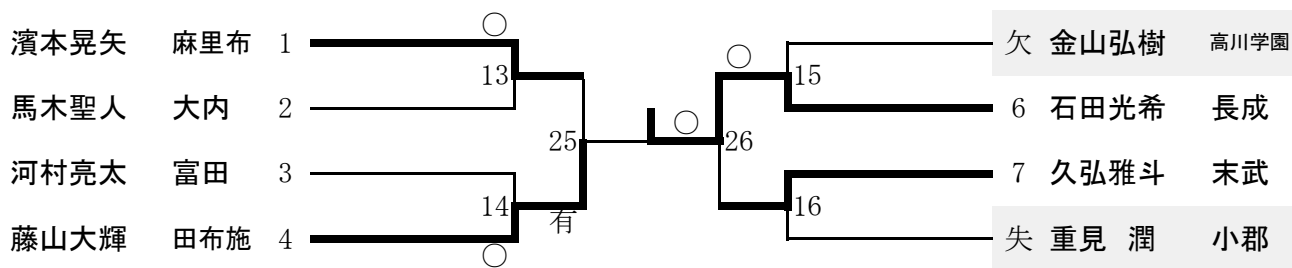 濱本晃矢 麻里布 1
馬木聖人 大内 2
河村亮太 富田 3
藤山大輝 田布施 4
○
13
14
○
25
有
○
○
26
15
16
欠 金山弘樹 高川学園
6 石田光希 長成
7 久弘雅斗 末武
失 重見 潤 小郡